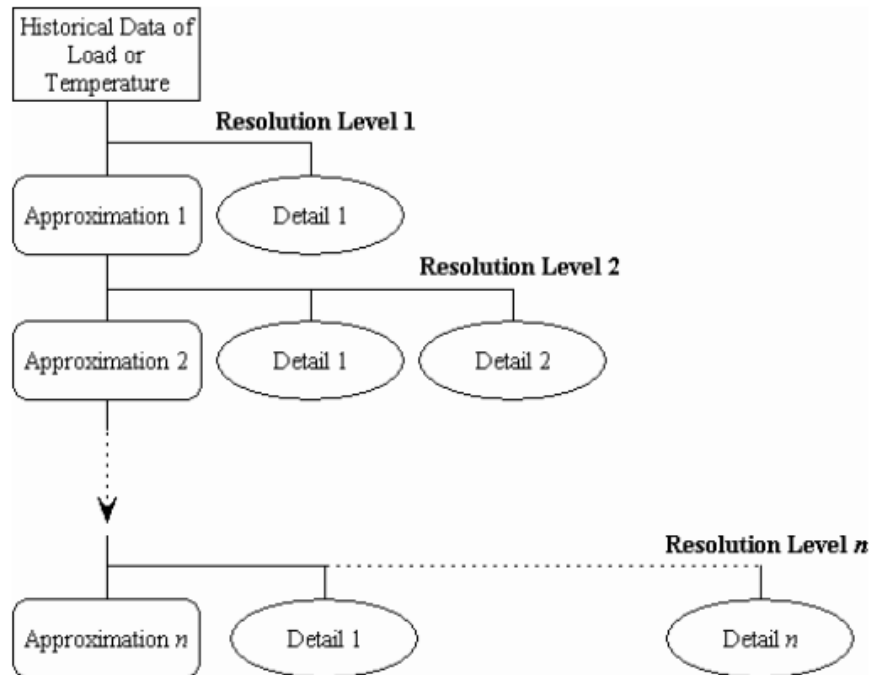 Historical Data of
Load or
Temperature
Resolution Level 1
Approximation 1
Detail 1
Resolution Level 2
Approximation 2
Detail 1
Detail 2
Resolution Level n
Approximation n
Detail 1
Detail n